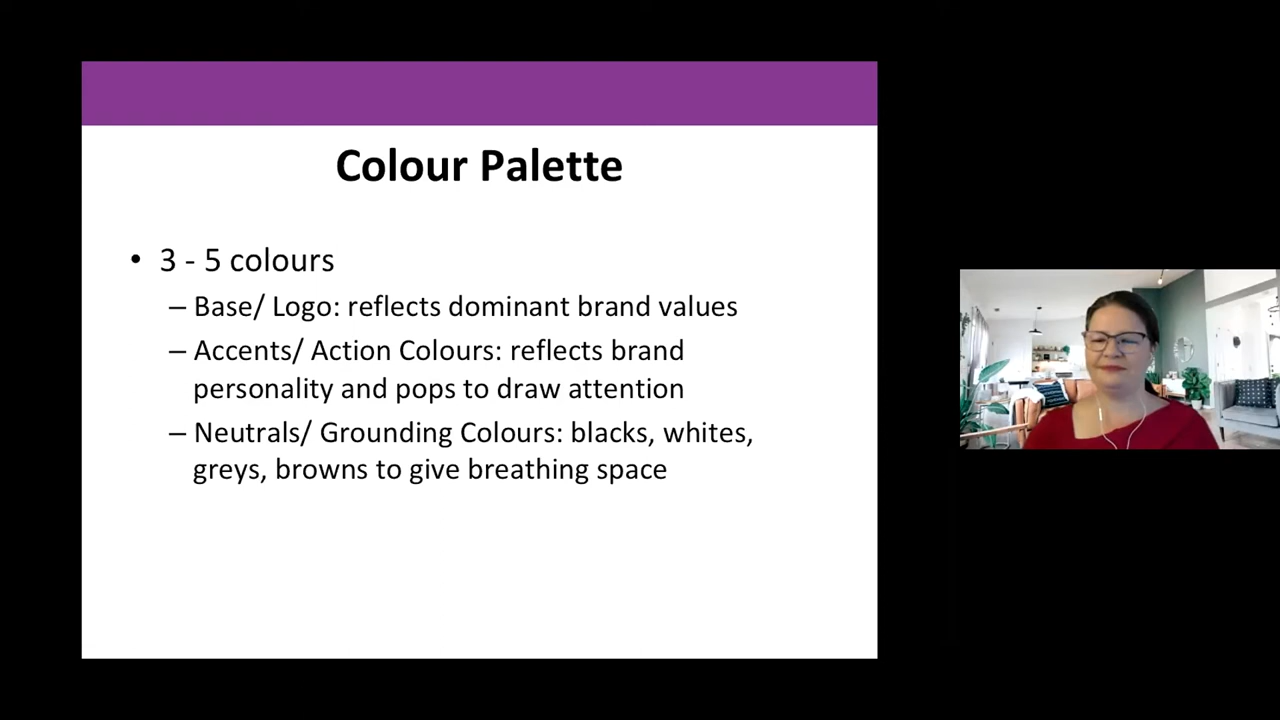 Colour Palette
• 3 - 5 colours
– Base/ Logo: reflects dominant brand values
– Accents/ Action Colours: reflects brand
personality and pops to draw attention
– Neutrals/ Grounding Colours: blacks, whites,
greys, browns to give breathing space